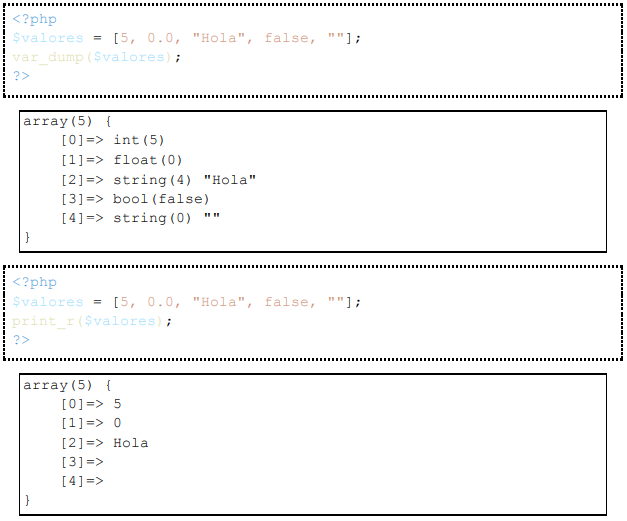 <?php
$valores = [5, 0.0, "Hola", false, ""];
var_dump($valores);
?>
array(5) {
[0]=> int(5)
[1]=> float(0)
[2]=> string(4) "Hola"
[3]=> bool(false)
[4]=> string(0) ""
}
<?php
$valores = [5, 0.0, "Hola", false, ""];
print_r($valores);
?>
array(5) {
[0]=> 5
[1]=> 0
[2]=> Hola
[3]=>
[4]=>
}